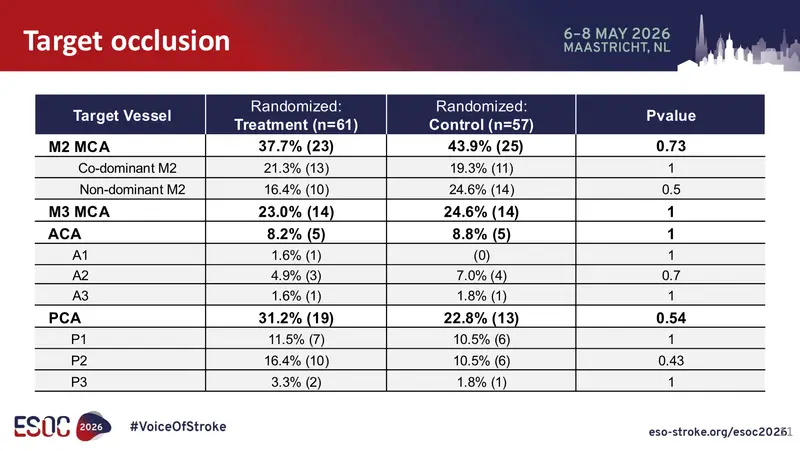 Target occlusion
6–8 MAY 2026
MAASTRICHT, NL
Target Vessel Randomized: Treatment (n=61) Randomized: Control (n=57) Pvalue
M2 MCA 37.7% (23) 43.9% (25) 0.73
Co-dominant M2 21.3% (13) 19.3% (11) 1
Non-dominant M2 16.4% (10) 24.6% (14) 0.5
M3 MCA 23.0% (14) 24.6% (14) 1
ACA 8.2% (5) 8.8% (5) 1
A1 1.6% (1) (0) 1
A2 4.9% (3) 7.0% (4) 0.7
A3 1.6% (1) 1.8% (1) 1
PCA 31.2% (19) 22.8% (13) 0.54
P1 11.5% (7) 10.5% (6) 1
P2 16.4% (10) 10.5% (6) 0.43
P3 3.3% (2) 1.8% (1) 1
ESOC 2026 #VoiceOfStroke
eso-stroke.org/esoc2026